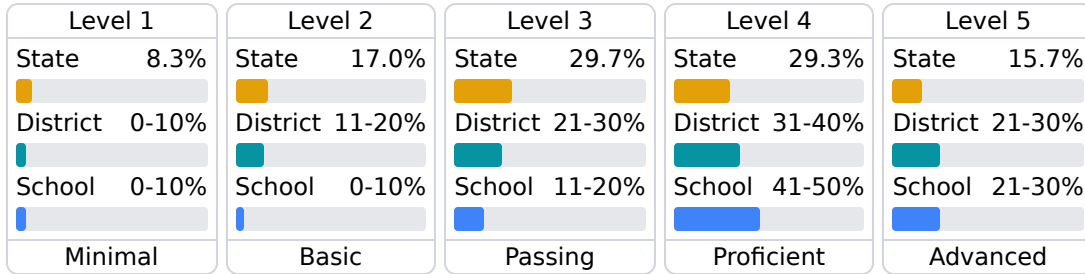 Level 1
State 8.3%
District 0-10%
School 0-10%
Minimal
Level 2
State 17.0%
District 11-20%
School 0-10%
Basic
Level 3
State 29.7%
District 21-30%
School 11-20%
Passing
Level 4
State 29.3%
District 31-40%
School 41-50%
Proficient
Level 5
State 15.7%
District 21-30%
School 21-30%
Advanced